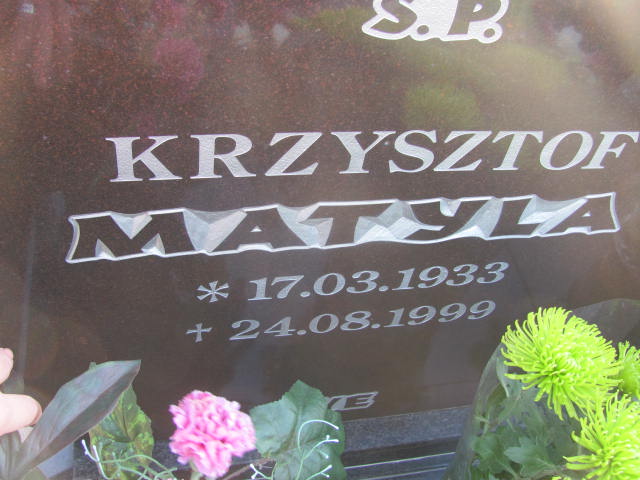 Ś.P.
KRZYSZTOF
MATYLA
* 17.03.1933
† 24.08.1999